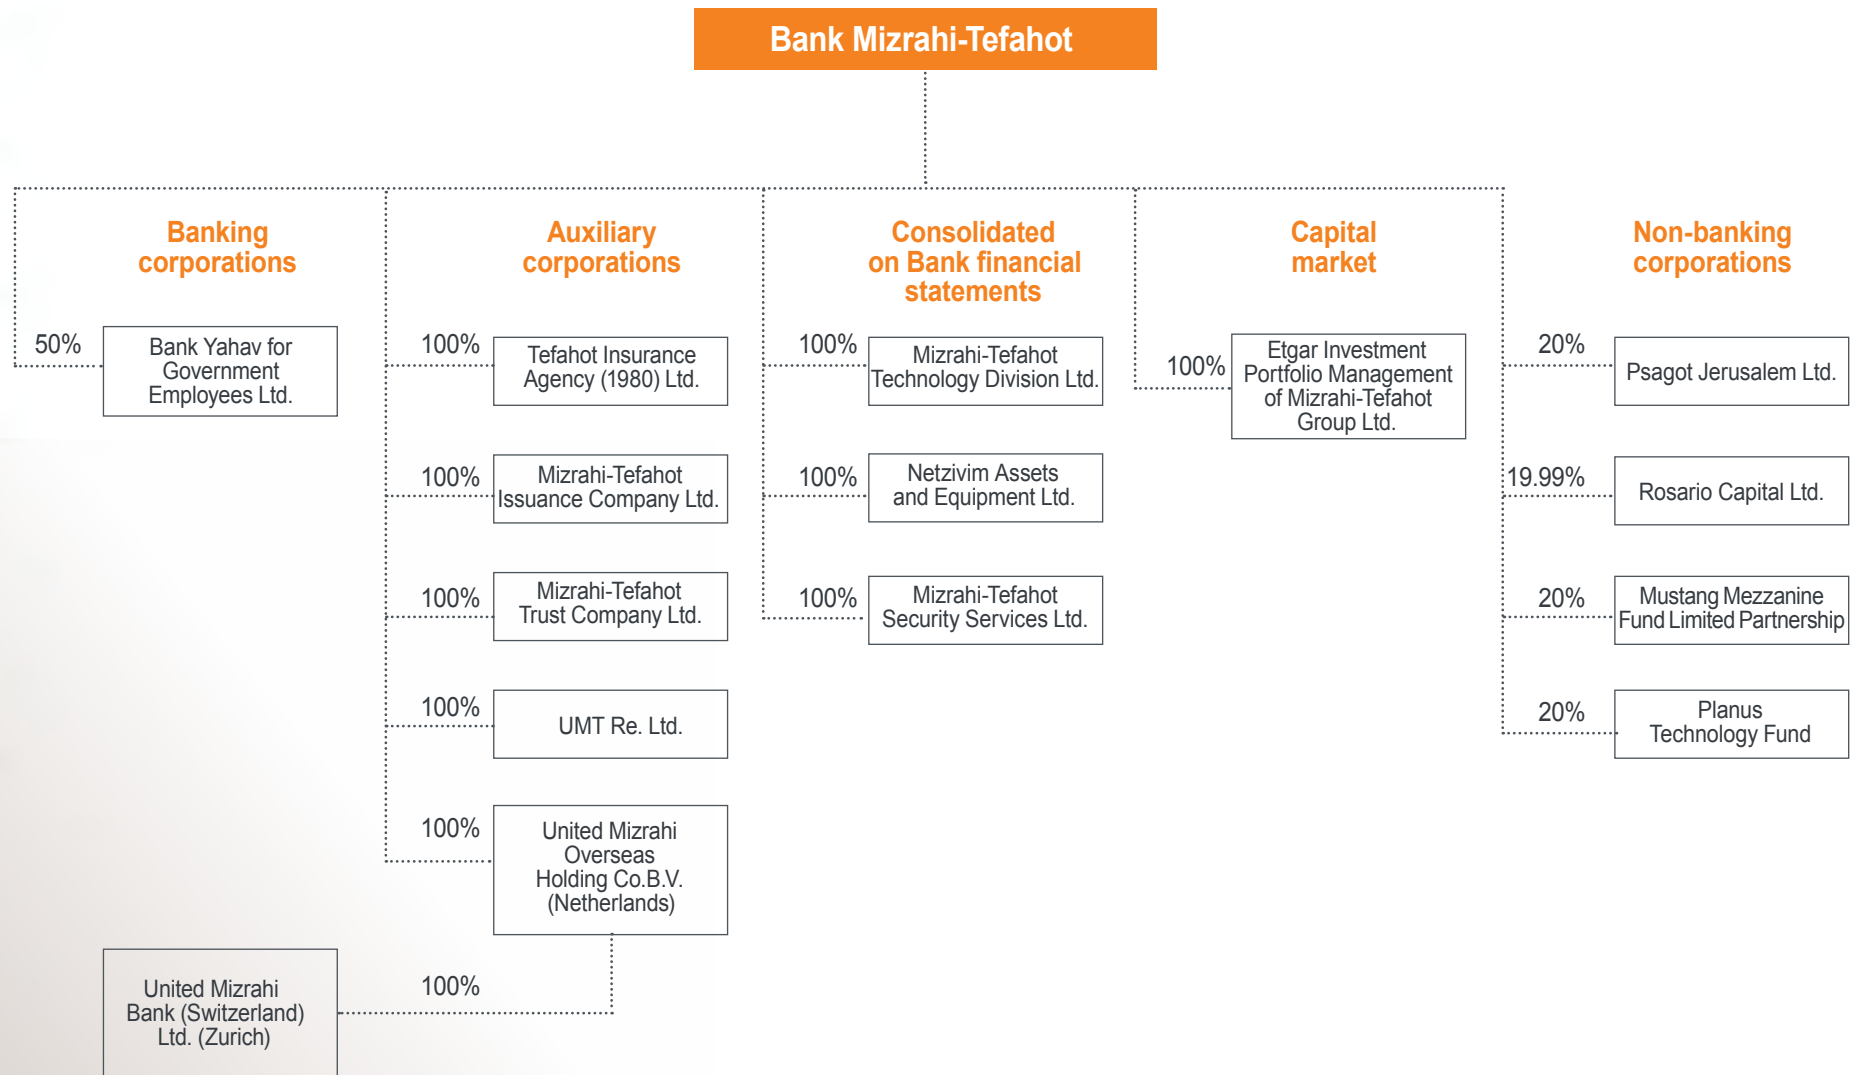 Bank Mizrahi-Tefahot
Banking
corporations
50%
Bank Yahav for
Government
Employees Ltd.
Auxiliary
corporations
100%
Tefahot Insurance
Agency (1980) Ltd.
100%
Mizrahi-Tefahot
Issuance Company Ltd.
100%
Mizrahi-Tefahot
Trust Company Ltd.
100%
UMT Re. Ltd.
100%
United Mizrahi
Overseas
Holding Co.B.V.
(Netherlands)
100%
United Mizrahi
Bank (Switzerland)
Ltd. (Zurich)
Consolidated
on Bank financial
statements
100%
Mizrahi-Tefahot
Technology Division Ltd.
100%
Netzivim Assets
and Equipment Ltd.
100%
Mizrahi-Tefahot
Security Services Ltd.
Capital
market
100%
Etgar Investment
Portfolio Management
of Mizrahi-Tefahot
Group Ltd.
Non-banking
corporations
20%
Psagot Jerusalem Ltd.
19.99%
Rosario Capital Ltd.
20%
Mustang Mezzanine
Fund Limited Partnership
20%
Planus
Technology Fund